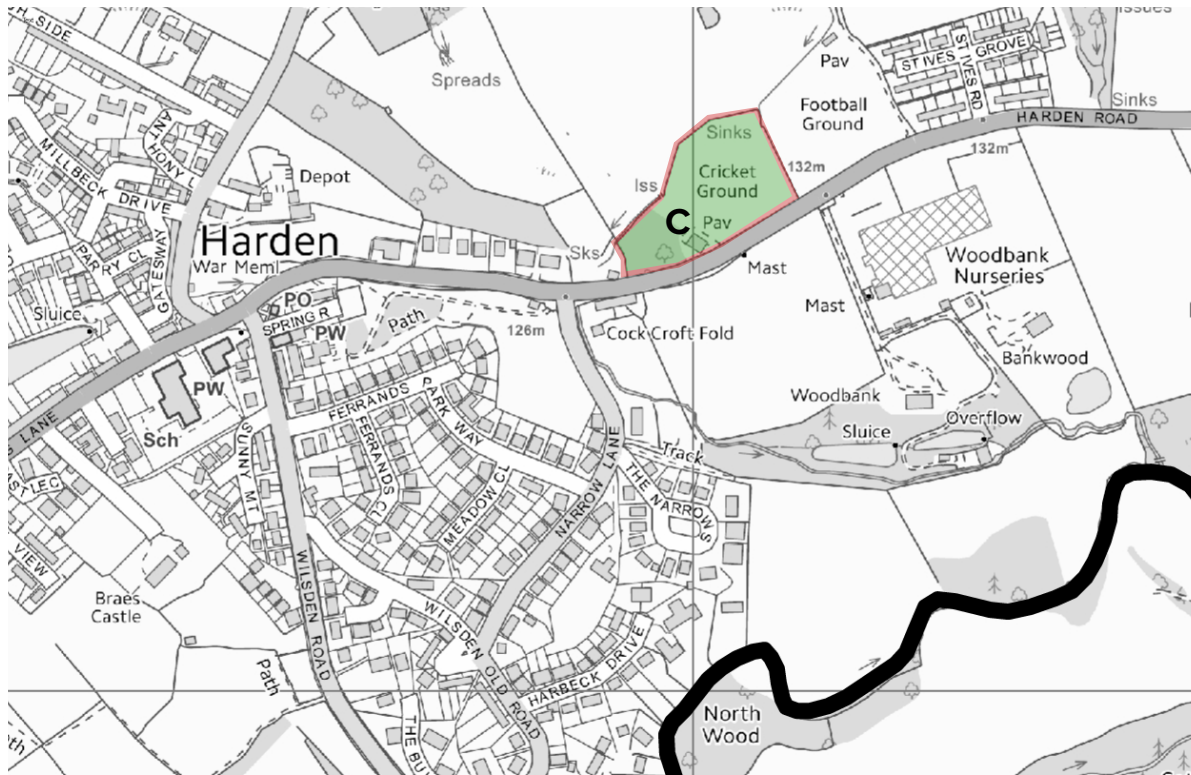 SIDE
Spreads
Issues
Pav
ST IVES GROVE
ST IVES RD
Sinks
HARDEN ROAD
Football
Ground
132m
132m
Sinks
Cricket
Ground
Iss
C
Pav
Sks
Mast
MILLBECK DRIVE
Depot
PARRY CL
GATESWAY
Harden
War Meml
Sluice
PO
SPRING R
PW
Path
126m
Cock Croft Fold
Woodbank
Nurseries
Mast
Bankwood
PW
Sch
LANE
FERRANDS
PARK
WAY
FERRANDS CL
MEADOW CL
SUNNY MT
NARROW LANE
Track
THE NARROWS
Woodbank
Sluice
Overflow
VIEW
Braes
Castle
WILSDEN ROAD
WILSDEN OLD ROAD
HARBECK DRIVE
Path
North
Wood